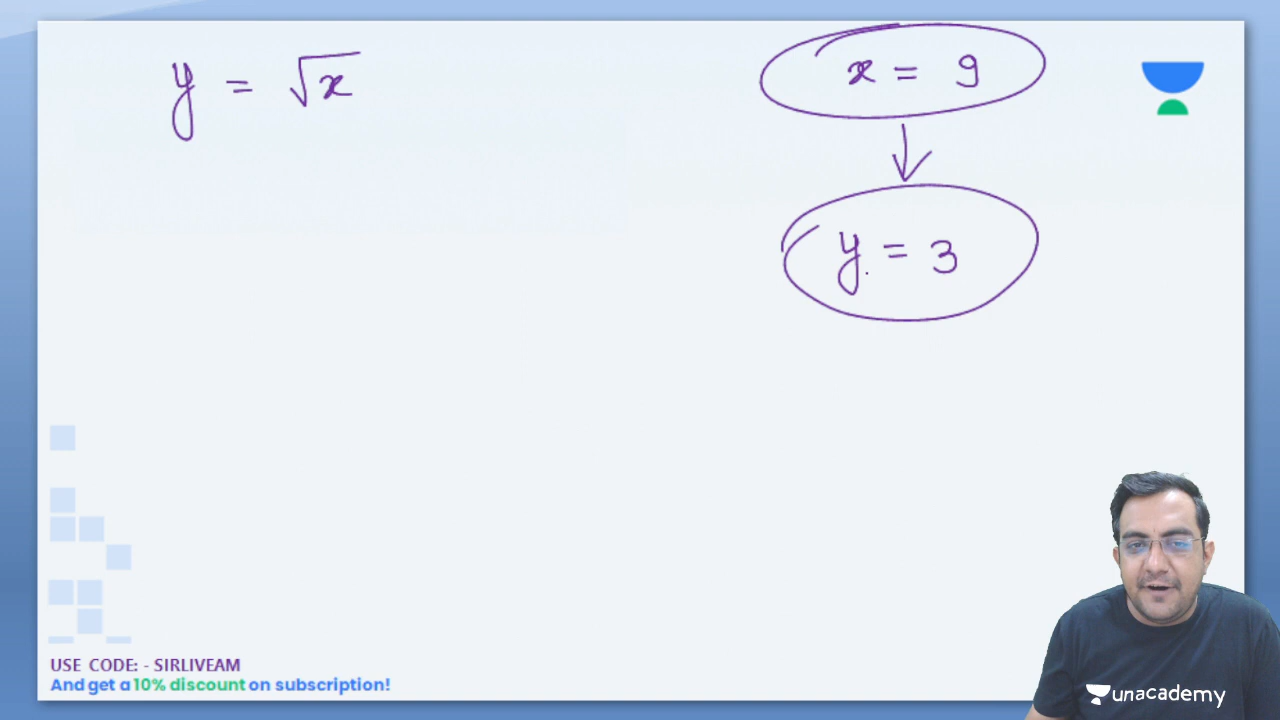 y = √x
x = 9
y = 3
USE CODE: - SIRLIVEAM
And get a 10% discount on subscription!
unacademy